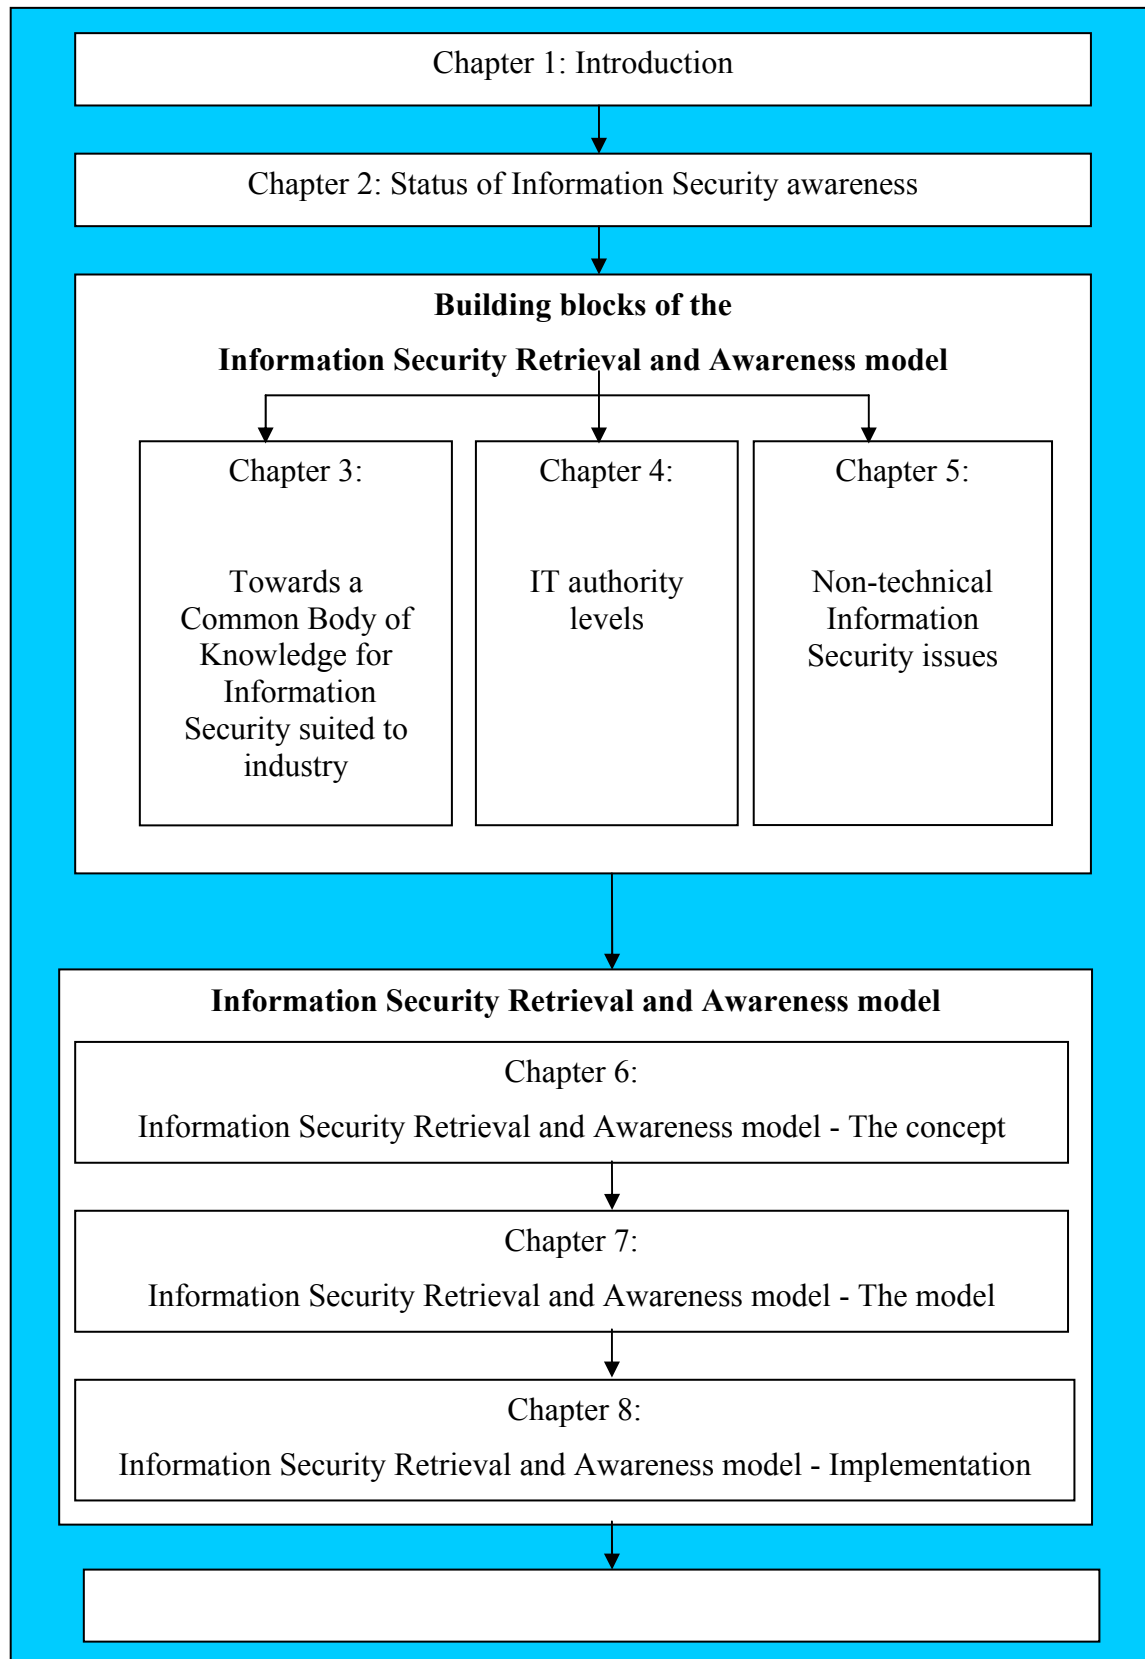 Chapter 1: Introduction
Chapter 2: Status of Information Security awareness
Building blocks of the
Information Security Retrieval and Awareness model
Chapter 3:
Towards a
Common Body of
Knowledge for
Information
Security suited to
industry
Chapter 4:
IT authority
levels
Chapter 5:
Non-technical
Information
Security issues
Information Security Retrieval and Awareness model
Chapter 6:
Information Security Retrieval and Awareness model - The concept
Chapter 7:
Information Security Retrieval and Awareness model - The model
Chapter 8:
Information Security Retrieval and Awareness model - Implementation